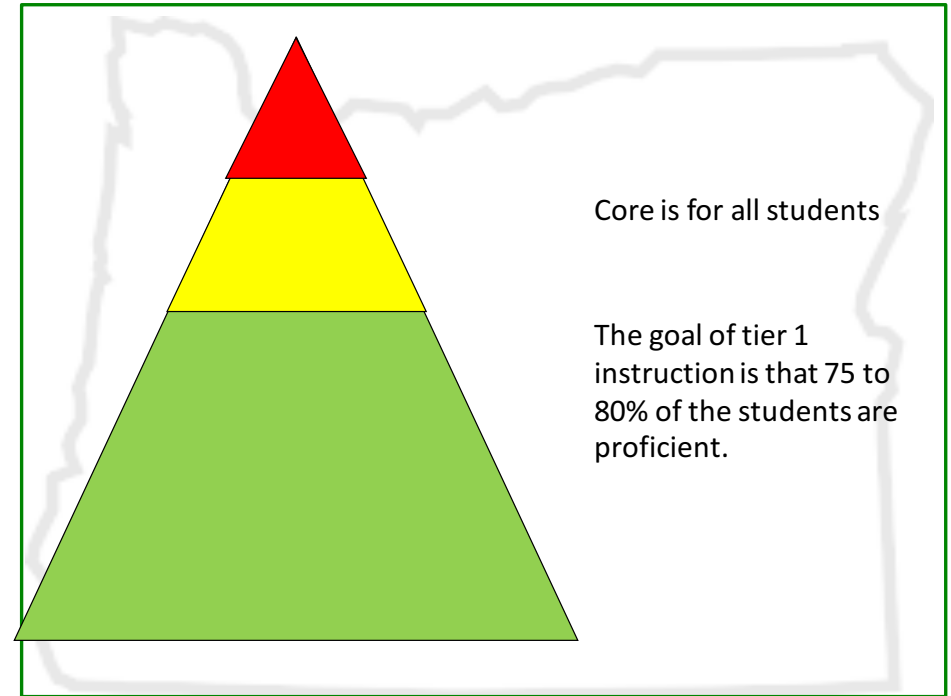 Core is for all students
The goal of tier 1
instruction is that 75 to
80% of the students are
proficient.